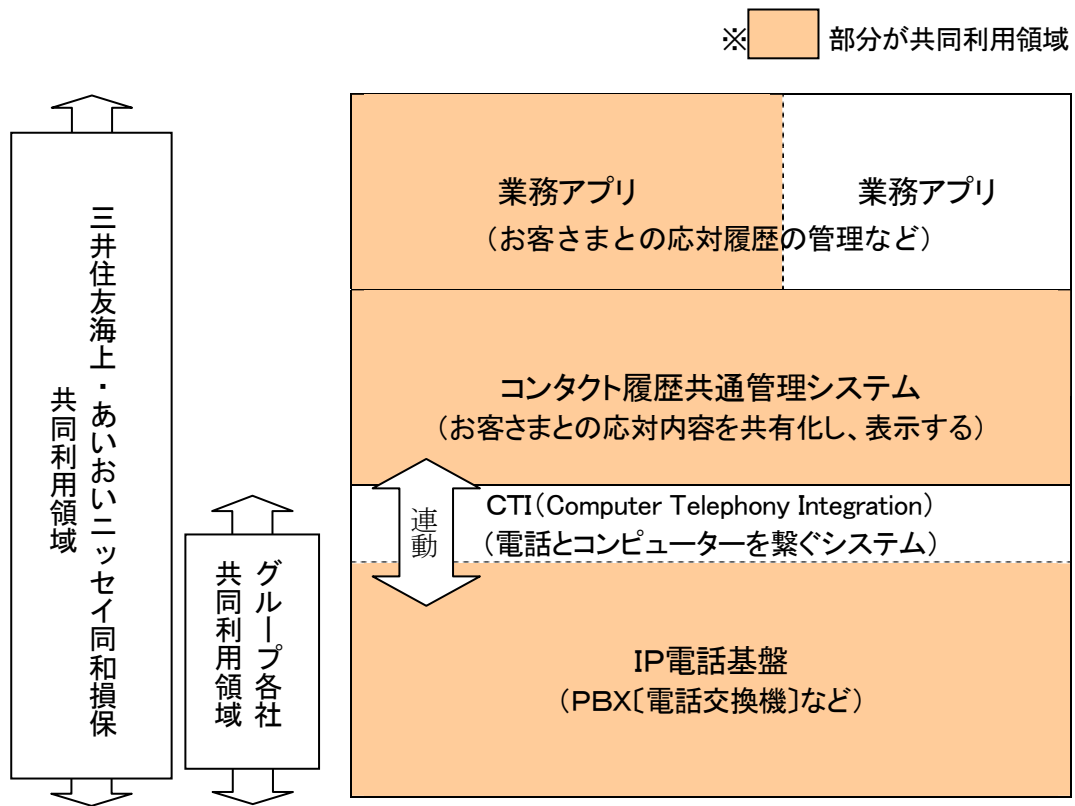 ※ 部分が共同利用領域
三井住友海上・あいおいニッセイ同和損保
共同利用領域
グループ各社
共同利用領域
業務アプリ
（お客さまとの応対履歴の管理など）
業務アプリ
コンタクト履歴共通管理システム
（お客さまとの応対内容を共有化し、表示する）
連動
CTI（Computer Telephony Integration）
（電話とコンピューターを繋ぐシステム）
IP電話基盤
（PBX〔電話交換機〕など）